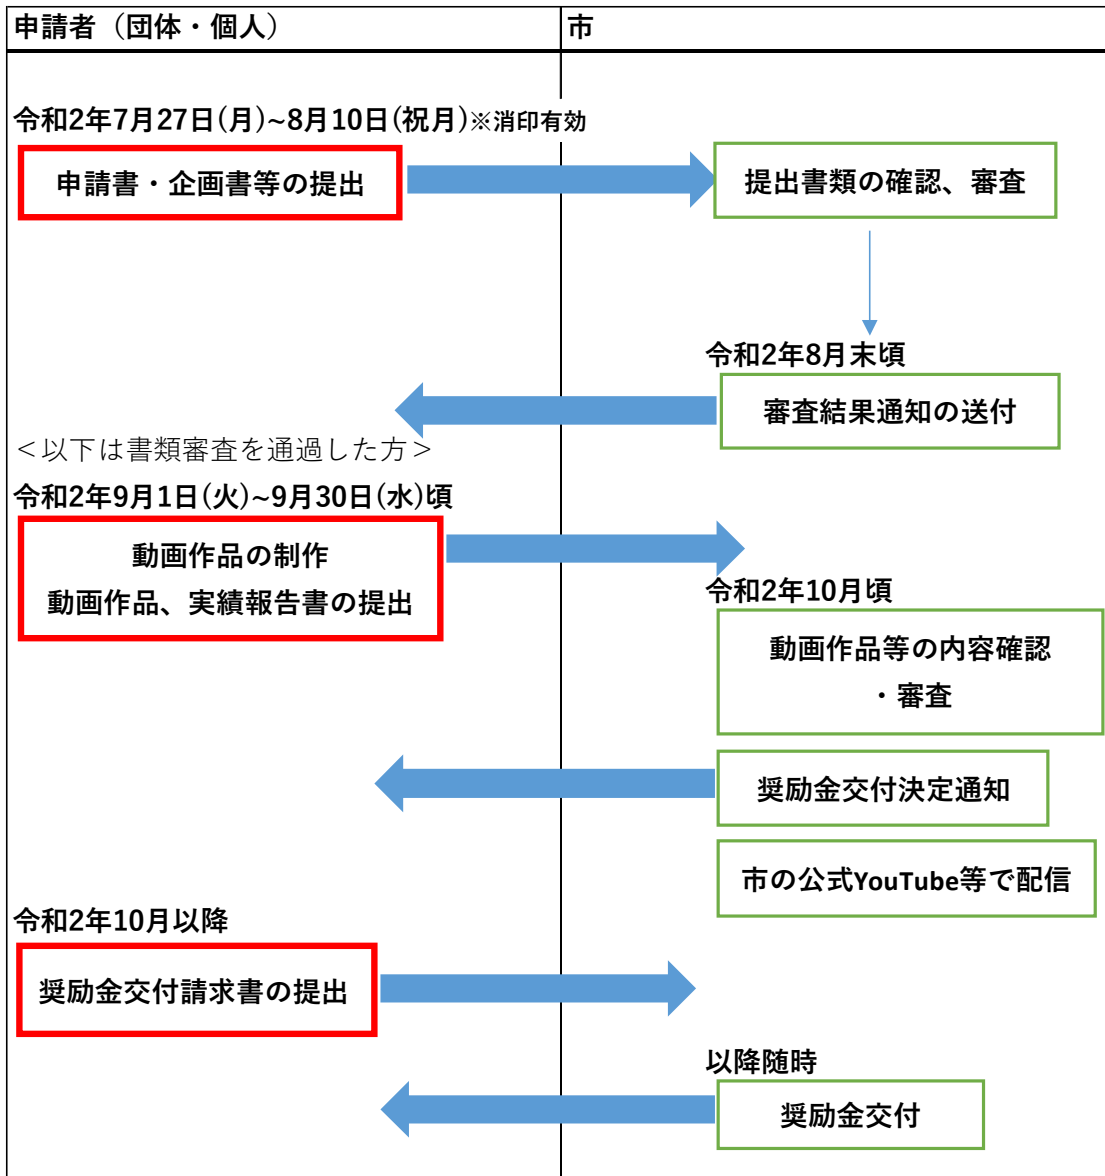 申請者（団体・個人）
市
令和2年7月27日(月)~8月10日(祝月)※消印有効
申請書・企画書等の提出
提出書類の確認、審査
令和2年8月末頃
審査結果通知の送付
＜以下は書類審査を通過した方＞
令和2年9月1日(火)~9月30日(水)頃
動画作品の制作
動画作品、実績報告書の提出
令和2年10月頃
動画作品等の内容確認
・審査
奨励金交付決定通知
市の公式YouTube等で配信
令和2年10月以降
奨励金交付請求書の提出
以降随時
奨励金交付